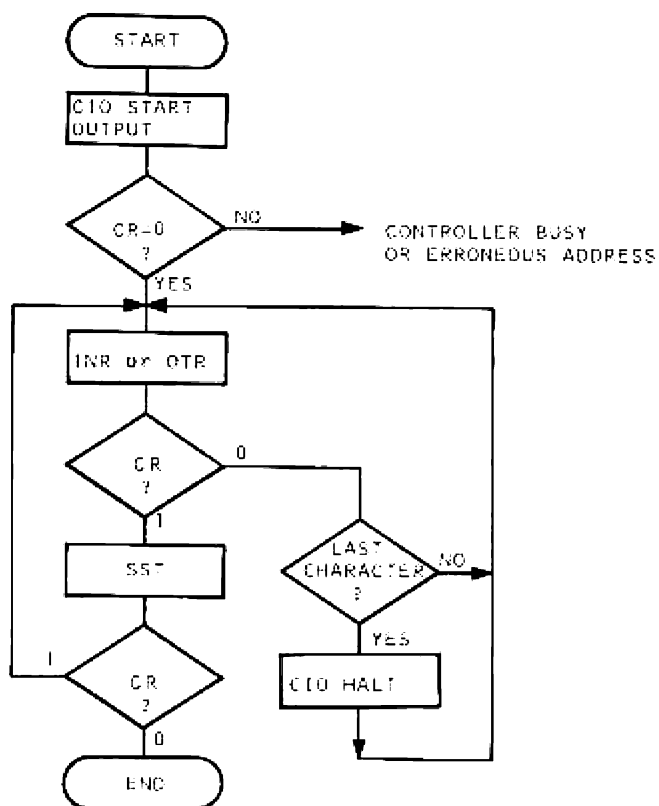 START
CIO START
OUTPUT
CR=0
?
NO
CONTROLLER BUSY
OR ERRONEOUS ADDRESS
YES
INR or OTR
CR
?
0
1
SST
LAST
CHARACTER
?
NO
YES
CIO HALT
CR
?
1
0
END